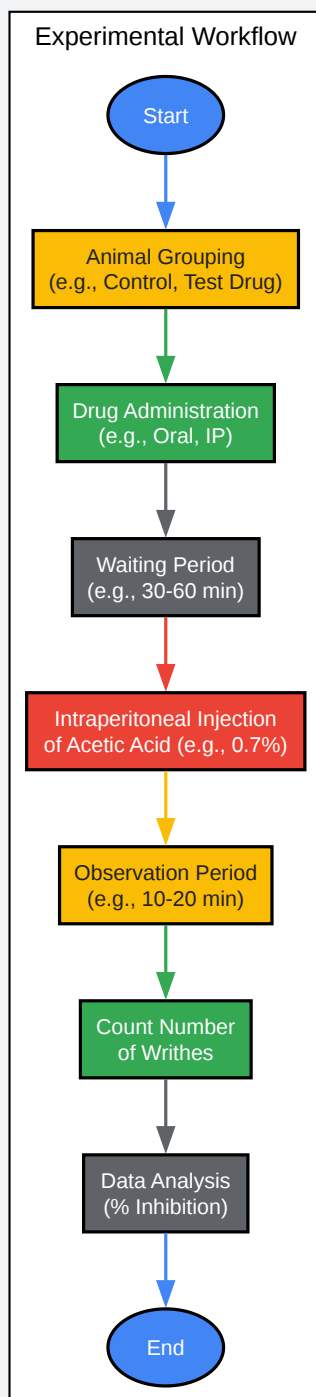 Experimental Workflow
Start
Animal Grouping
(e.g., Control, Test Drug)
Drug Administration
(e.g., Oral, IP)
Waiting Period
(e.g., 30-60 min)
Intraperitoneal Injection
of Acetic Acid (e.g., 0.7%)
Observation Period
(e.g., 10-20 min)
Count Number
of Writhes
Data Analysis
(% Inhibition)
End